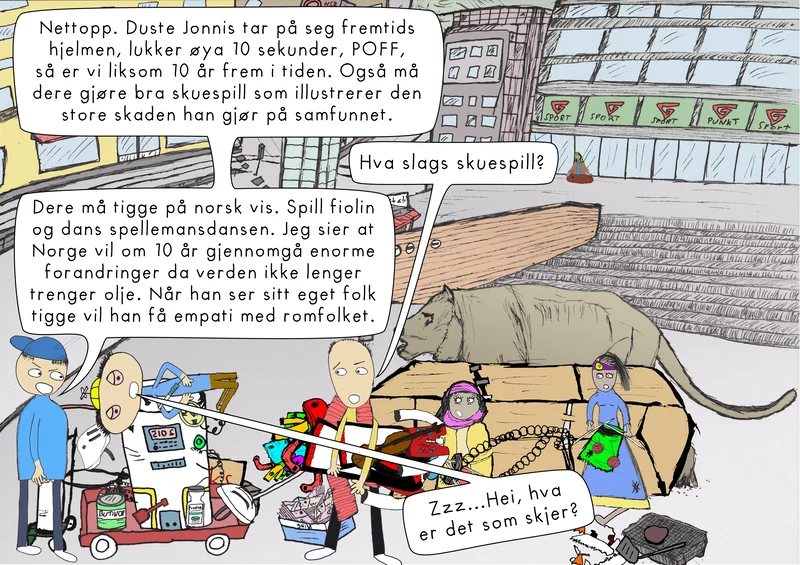 Nettopp. Duste Jonnis tar på seg fremtids
hjelmen, lukker øya 10 sekunder, POFF,
så er vi liksom 10 år frem i tiden. Også må
dere gjøre bra skuespill som illustrerer den
store skaden han gjør på samfunnet.
Hva slags skuespill?
Dere må tigge på norsk vis. Spill fiolin
og dans spellemansdansen. Jeg sier at
Norge vil om 10 år gjennomgå enorme
forandringer da verden ikke lenger
trenger olje. Når han ser sitt eget folk
tigge vil han få empati med romfolket.
Zzz...Hei, hva
er det som skjer?
G SPORT
SPORT
SPORT
PUNKT
Sport